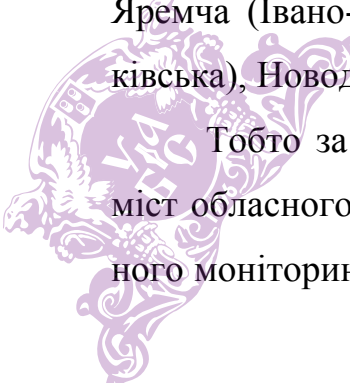 Яремча (Івано-
ківська), Новод
Тобто за
міст обласного
ного моніторин